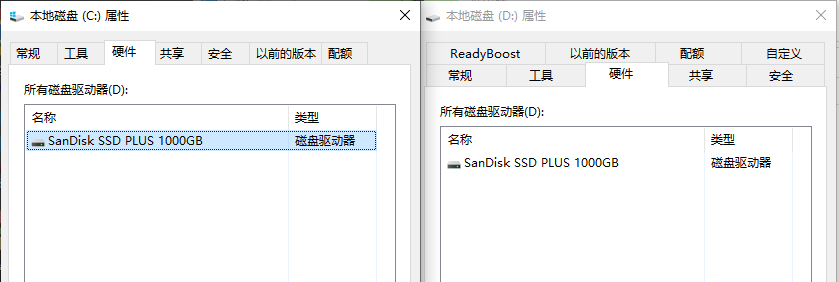 本地磁盘 (C:) 属性
常规 工具 硬件 共享 安全 以前的版本 配额
所有磁盘驱动器(D):
名称 类型
SanDisk SSD PLUS 1000GB 磁盘驱动器
本地磁盘 (D:) 属性
ReadyBoost 以前的版本 配额 自定义
常规 工具 硬件 共享 安全
所有磁盘驱动器(D):
名称 类型
SanDisk SSD PLUS 1000GB 磁盘驱动器